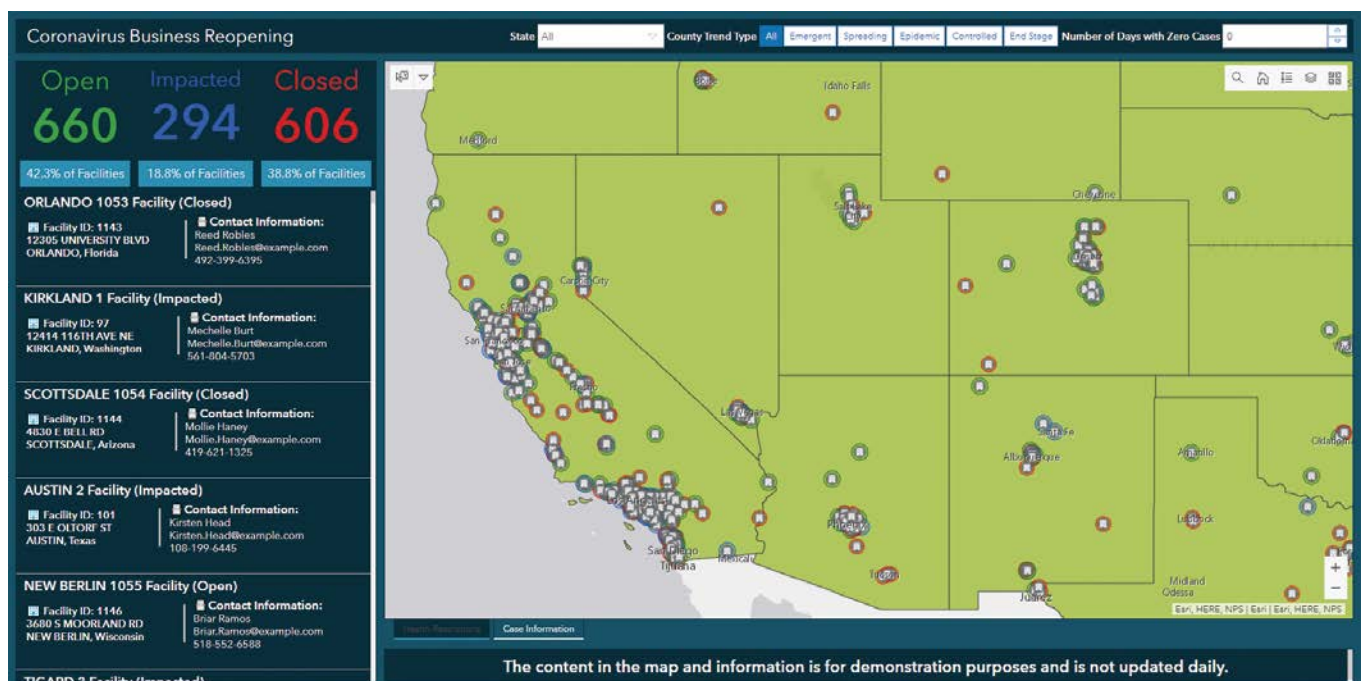 Coronavirus Business Reopening
State All
County Trend Type All Emergent Spreading Epidemic Controlled End Stage
Number of Days with Zero Cases 0
Open Impacted Closed
660 294 606
42.3% of Facilities 18.8% of Facilities 38.8% of Facilities
ORLANDO 1053 Facility (Closed)
Facility ID: 1143
12305 UNIVERSITY BLVD
ORLANDO, Florida
Contact Information:
Reed Robles
Reed.Robles@example.com
492-399-6395
KIRKLAND 1 Facility (Impacted)
Facility ID: 97
12414 116TH AVE NE
KIRKLAND, Washington
Contact Information:
Mechelle Burt
Mechelle.Burt@example.com
561-804-5703
SCOTTSDALE 1054 Facility (Closed)
Facility ID: 1144
4830 E BELL RD
SCOTTSDALE, Arizona
Contact Information:
Mollie Haney
Mollie.Haney@example.com
419-621-1325
AUSTIN 2 Facility (Impacted)
Facility ID: 101
303 E OLTORF ST
AUSTIN, Texas
Contact Information:
Kirsten Head
Kirsten.Head@example.com
108-199-6445
NEW BERLIN 1055 Facility (Open)
Facility ID: 1146
3680 S MOORLAND RD
NEW BERLIN, Wisconsin
Contact Information:
Briar Ramos
Briar.Ramos@example.com
518-552-6588
Idaho Falls
Medford
Cheyenne
Salt Lake
City
Carson City
Fresno
Las Vegas
Santa Fe
Albuquerque
Amarillo
Los Angeles
Phoenix
Lubbock
San Diego
Tijuana
Mexicali
Tucson
Juárez
Midland
Odessa
Esri, HERE, NPS | Esri | Esri, HERE, NPS
Case Information
The content in the map and information is for demonstration purposes and is not updated daily.